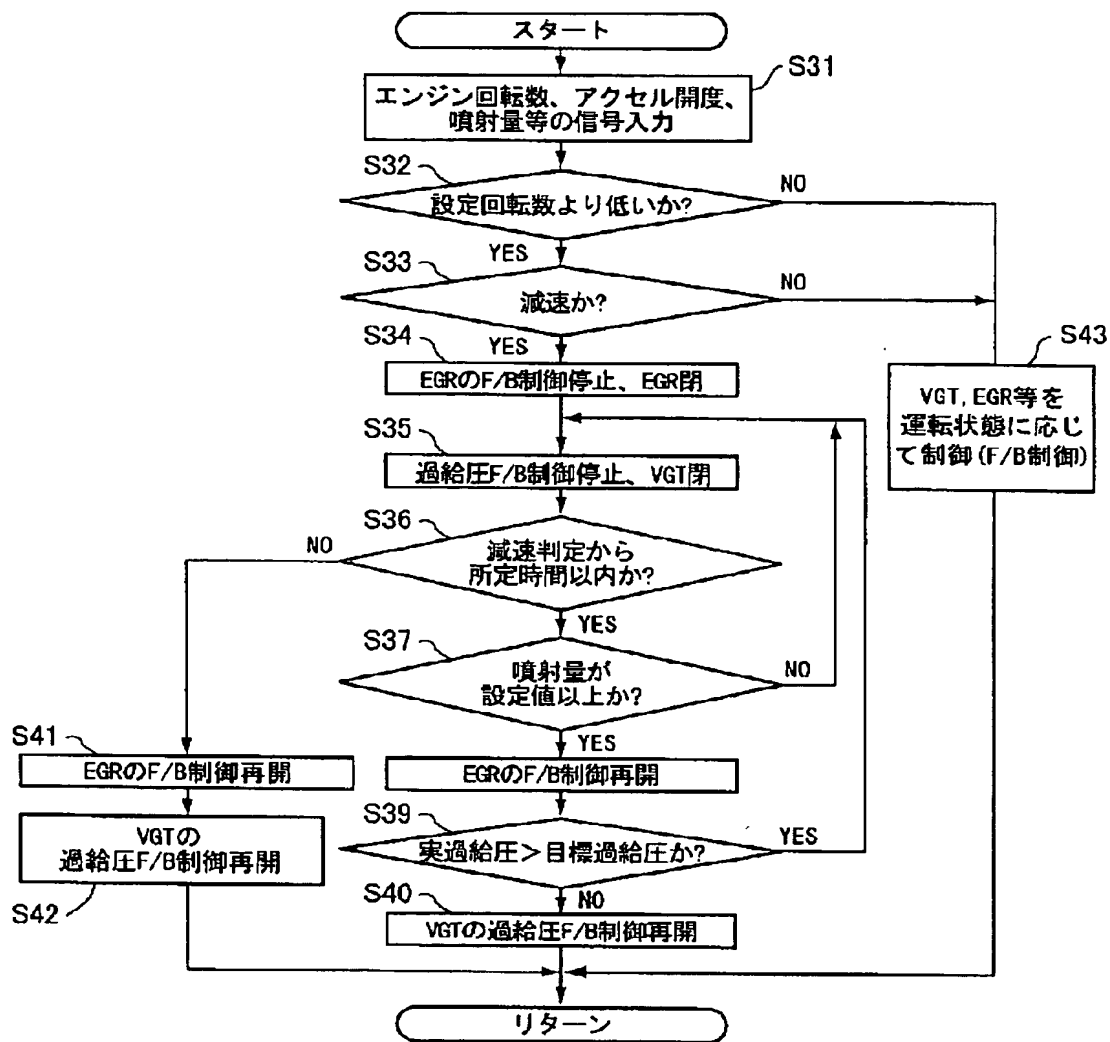 スタート
S31
エンジン回転数、アクセル開度、
噴射量等の信号入力
S32
設定回転数より低いか?
NO
YES
S33
減速か?
NO
YES
S34
EGRのF/B制御停止、EGR閉
S43
VGT,EGR等を
運転状態に応じ
て制御(F/B制御)
S35
過給圧F/B制御停止、VGT閉
S36
減速判定から
所定時間以内か?
NO
YES
S37
噴射量が
設定値以上か?
NO
YES
S41
EGRのF/B制御再開
EGRのF/B制御再開
S39
実過給圧>目標過給圧か?
YES
NO
VGTの
過給圧F/B制御再開
S42
S40
VGTの過給圧F/B制御再開
リターン